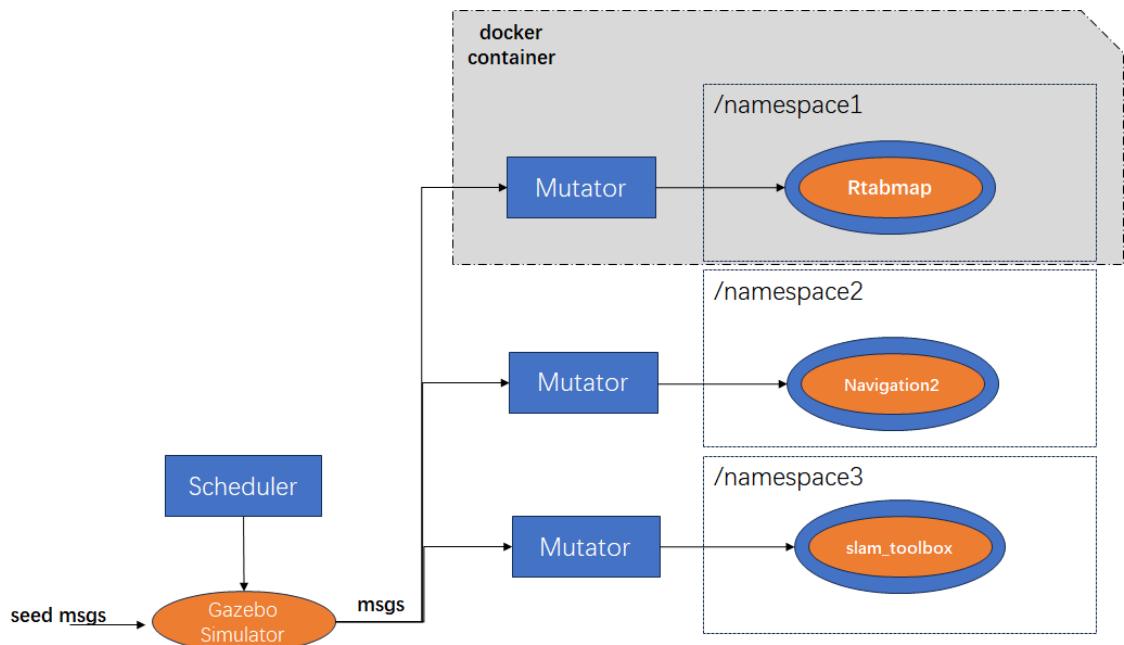 docker
container
/namespace1
Mutator
Rtabmap
/namespace2
Mutator
Navigation2
/namespace3
Scheduler
Mutator
slam_toolbox
seed msgs
Gazebo
Simulator
msgs